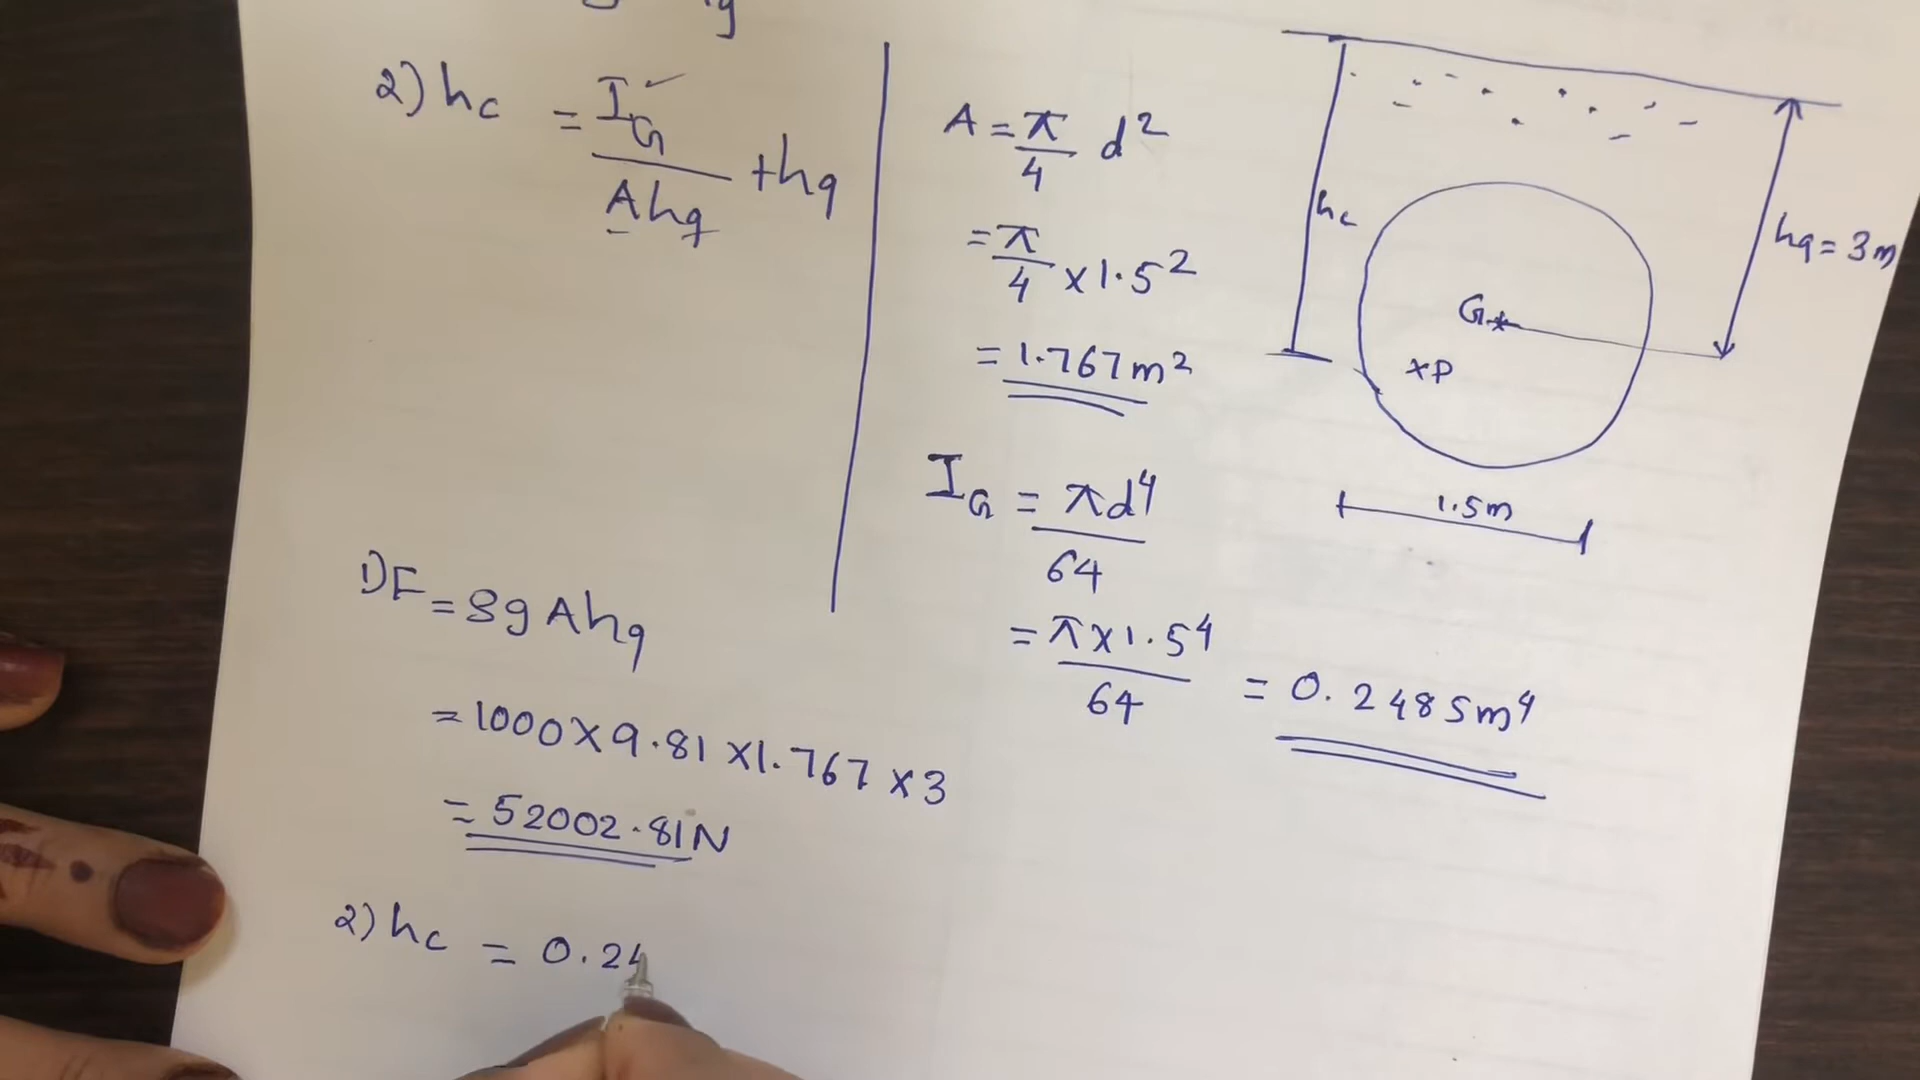 2) hc = IG / Ahg + hg
A = π/4 d²
= π/4 × 1.5²
= 1.767 m²
IG = πd⁴ / 64
= π × 1.5⁴ / 64 = 0.2485 m⁴
hc
hg = 3m
G
×P
1.5m
1) F = ρg Ahg
= 1000 × 9.81 × 1.767 × 3
= 52002.81 N
2) hc = 0.24